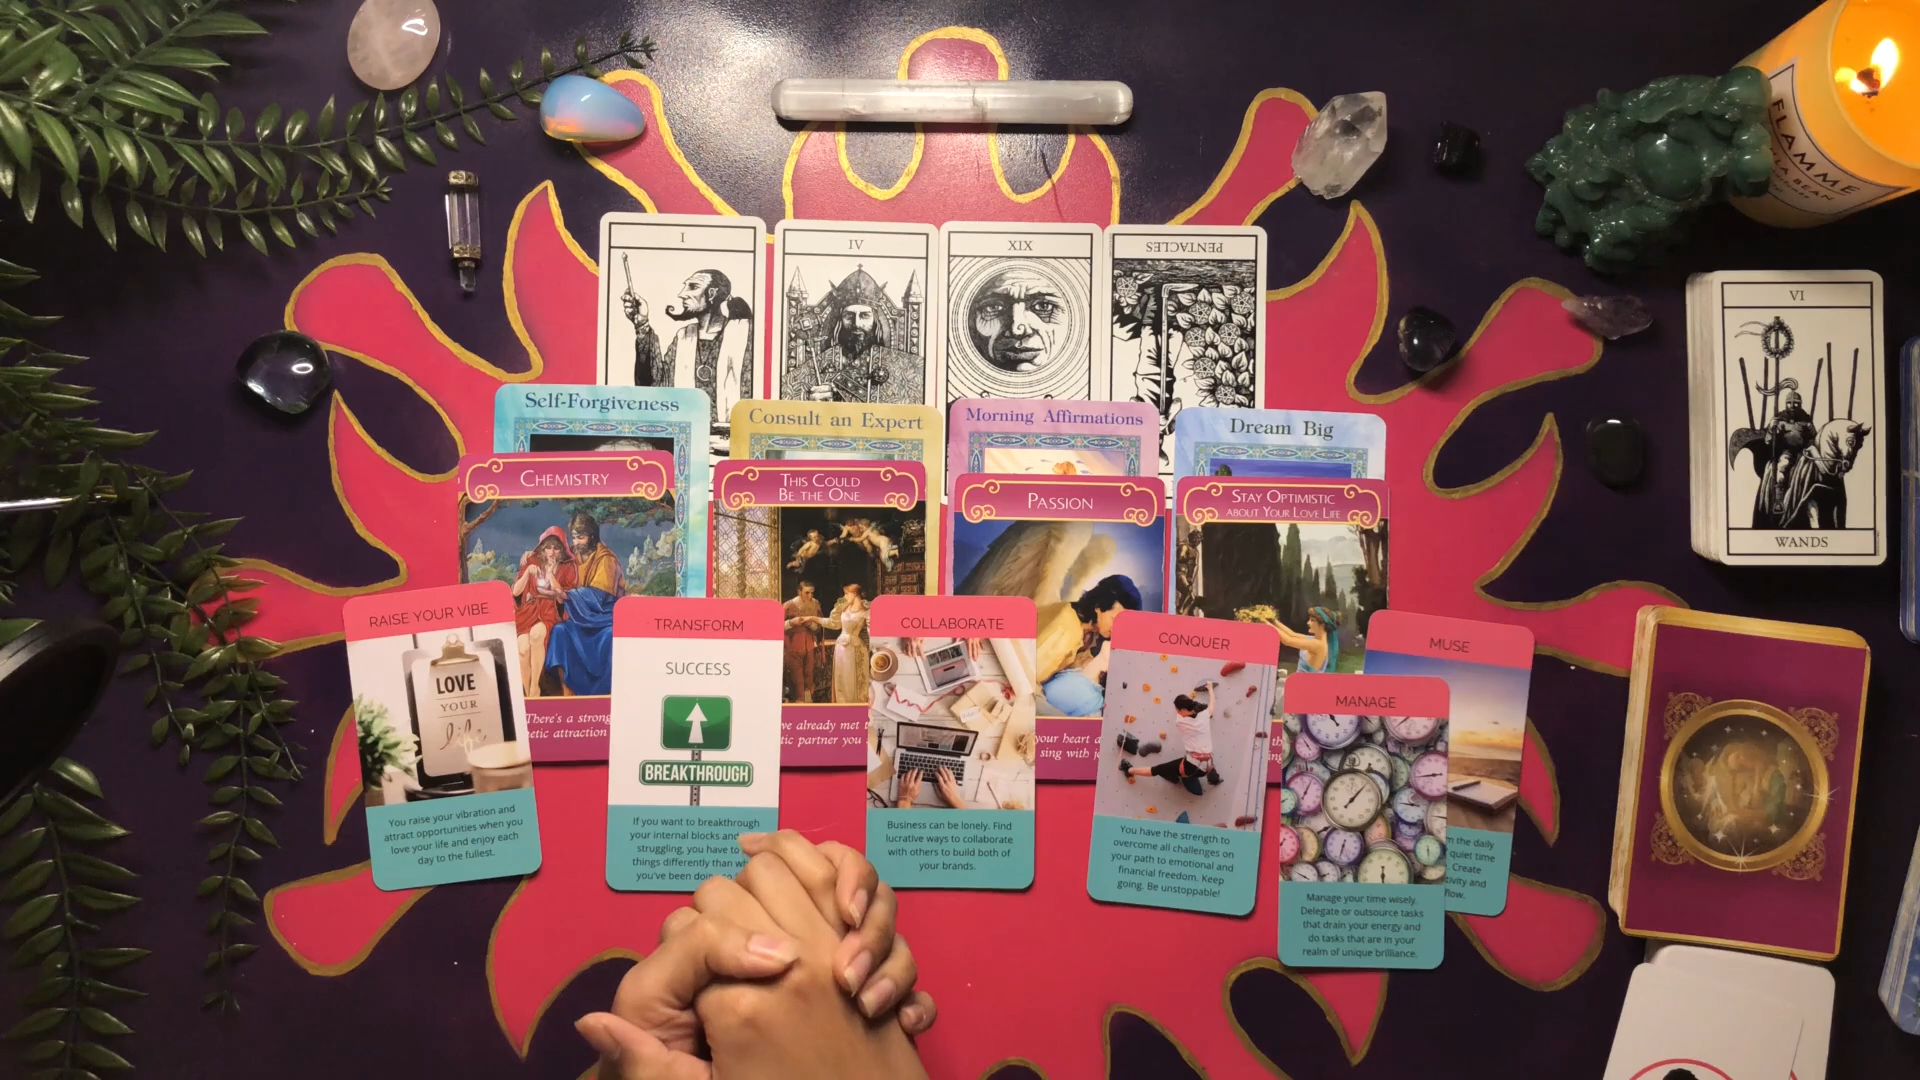 I
IV
XIX
PENTACLES
Self-Forgiveness
Consult an Expert
Morning Affirmations
Dream Big
CHEMISTRY
THIS COULD
BE THE ONE
PASSION
STAY OPTIMISTIC
ABOUT YOUR LOVE LIFE
There's a strong
attraction
already met
partner you
your heart
sing with
RAISE YOUR VIBE
LOVE
YOUR
life
You raise your vibration and
attract opportunities when you
love your life and enjoy each
day to the fullest.
TRANSFORM
SUCCESS
BREAKTHROUGH
If you want to breakthrough
your internal blocks and
struggling, you have to
things differently than
you've been
COLLABORATE
Business can be lonely. Find
lucrative ways to collaborate
with others to build both of
your brands.
CONQUER
You have the strength to
overcome all challenges on
your path to emotional and
financial freedom. Keep
going. Be unstoppable!
MUSE
the daily
quiet time
Create
and
flow.
MANAGE
Manage your time wisely.
Delegate or outsource tasks
that drain your energy and
do tasks that are in your
realm of unique brilliance.
FLAMME
BEAN
VI
WANDS